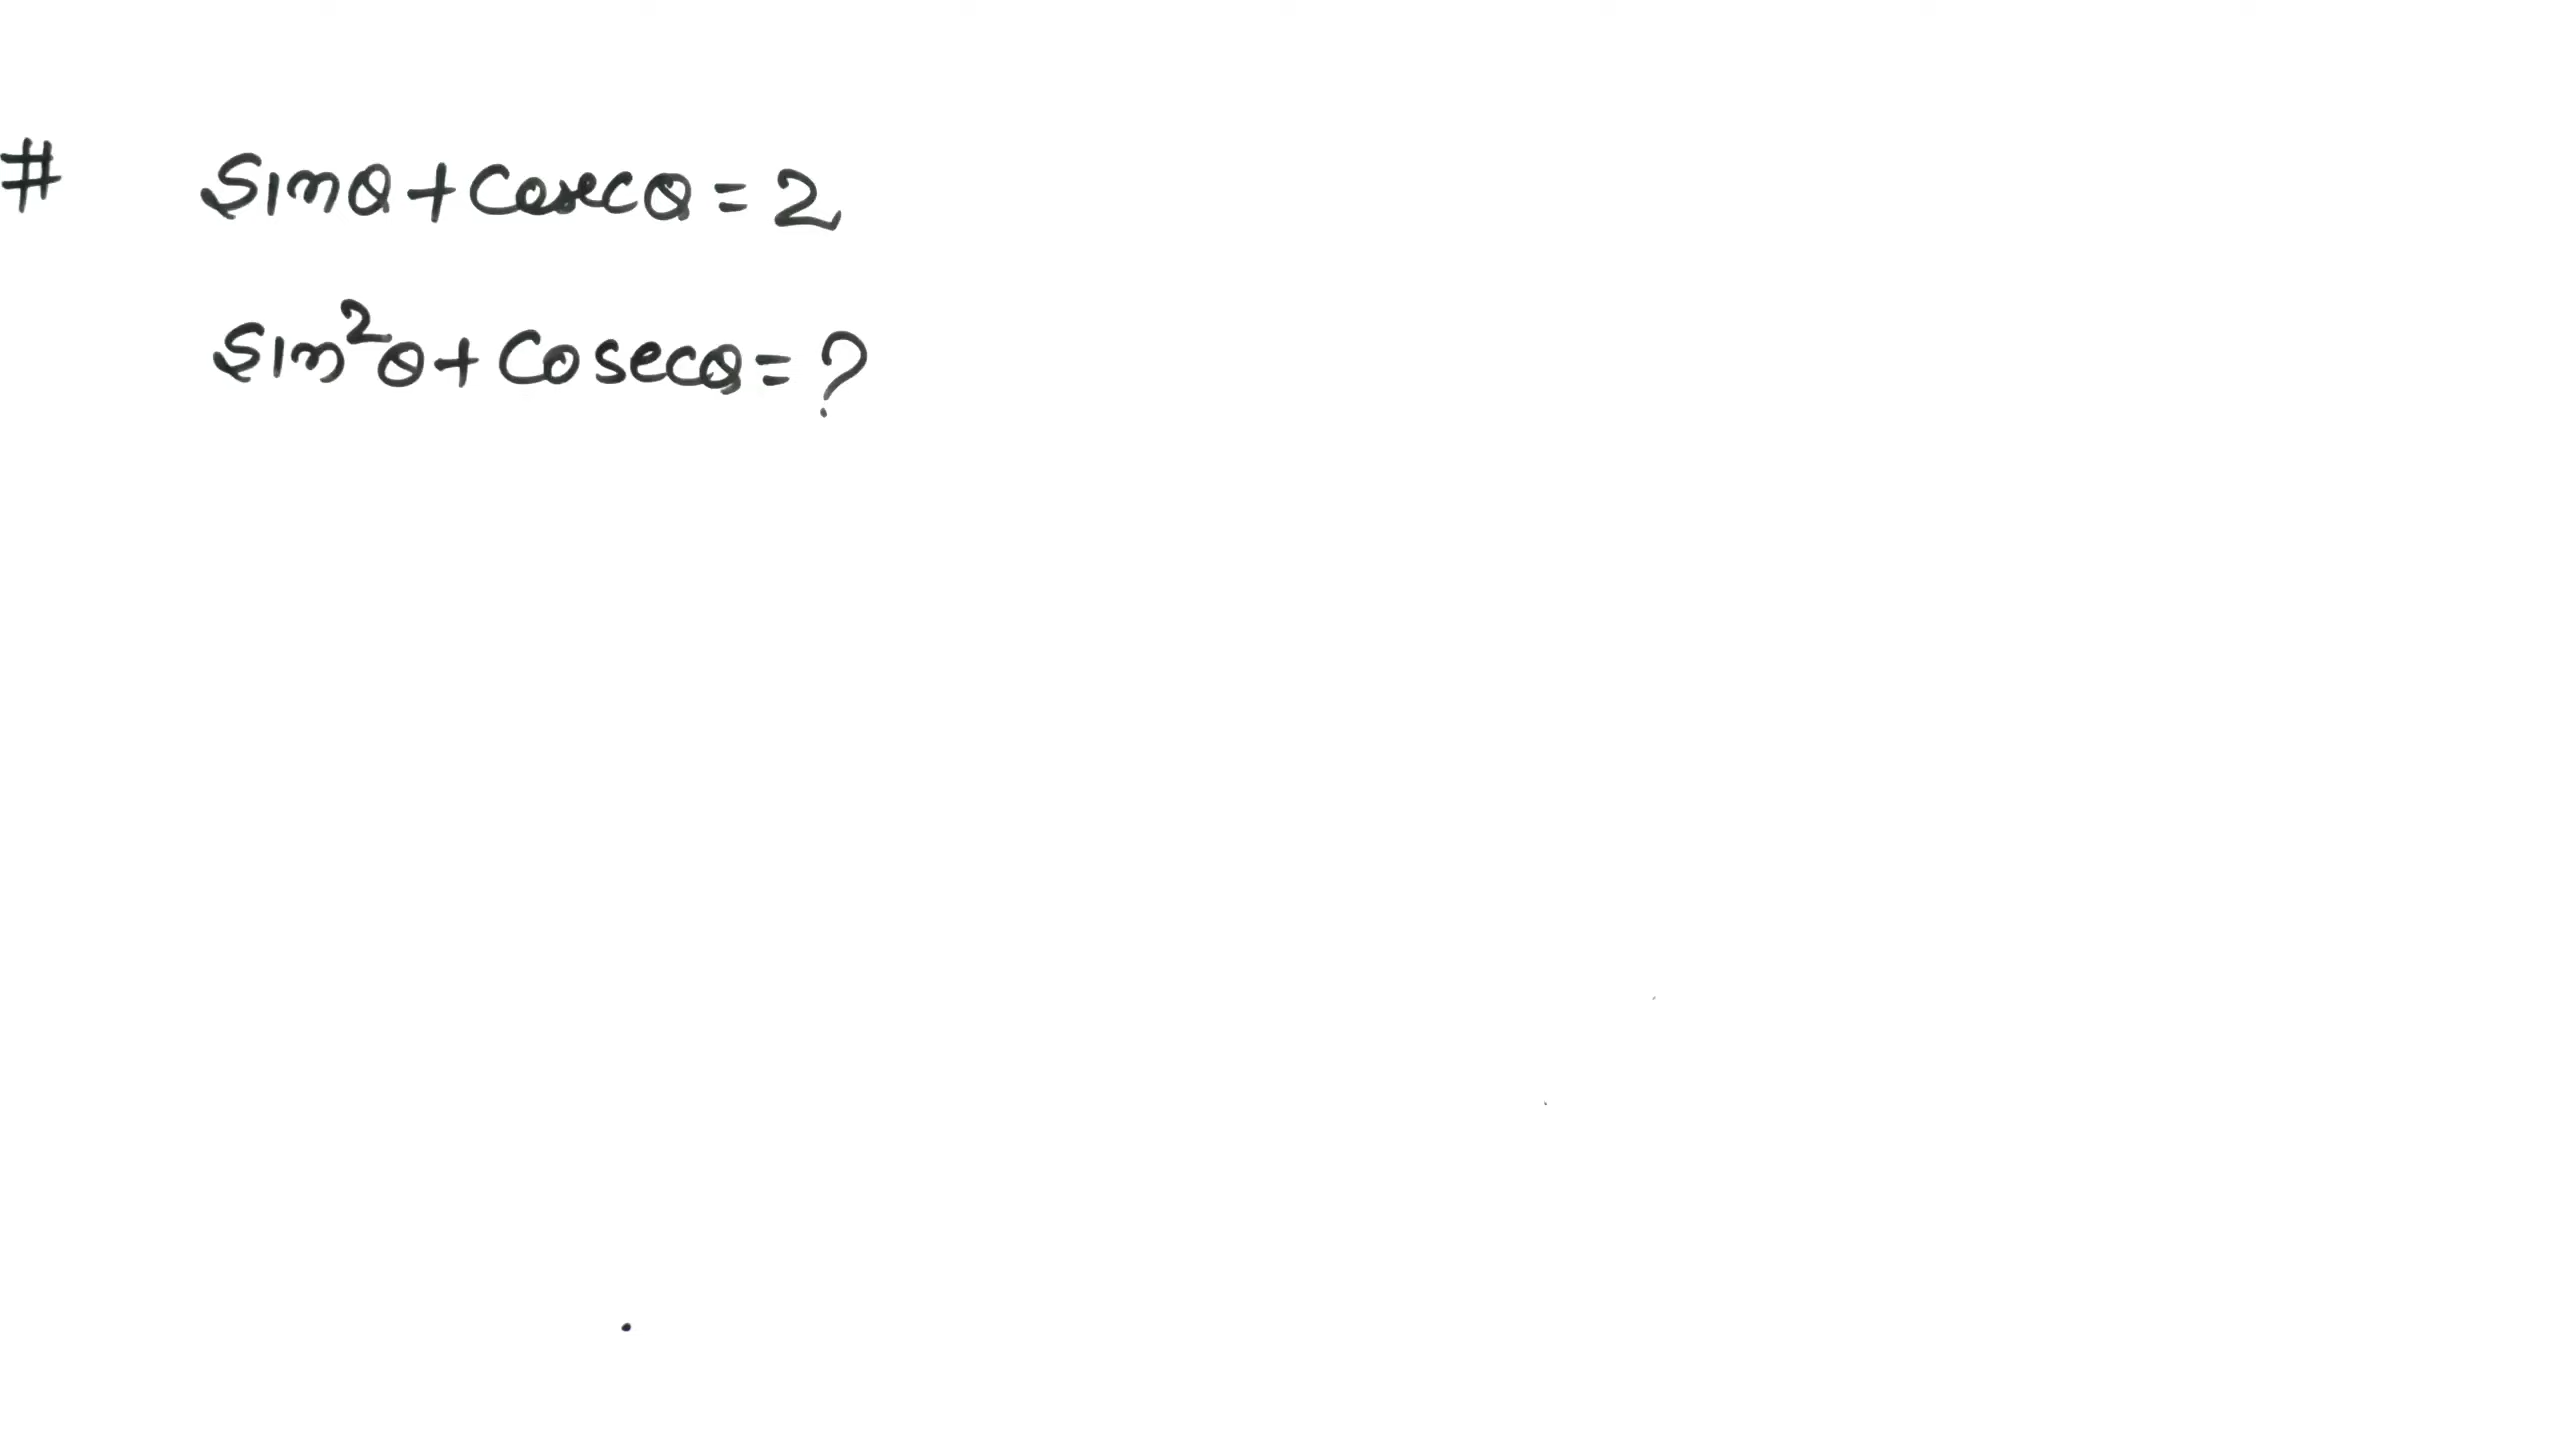 # Sinθ + Cosecθ = 2
Sin²θ + Cosecθ = ?